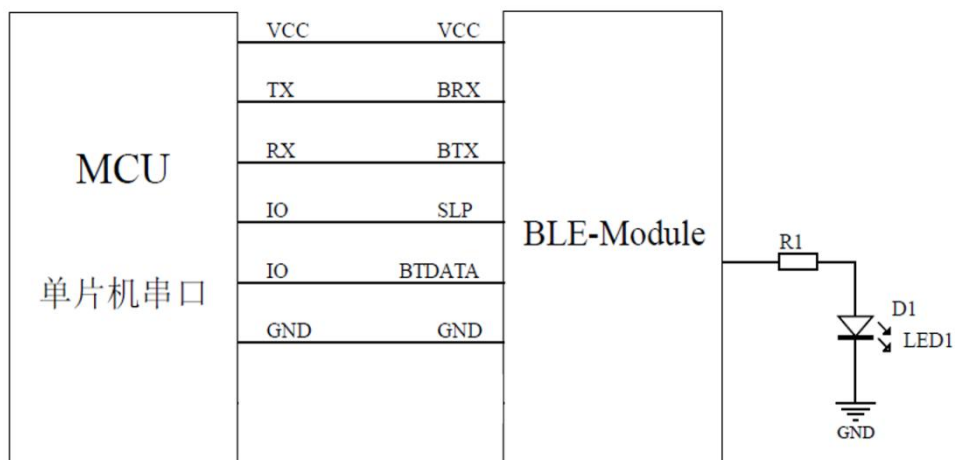 VCC VCC
TX BRX
MCU
RX BTX
IO SLP
BLE-Module
R1
单片机串口
IO BTDATA
D1
LED1
GND GND
GND